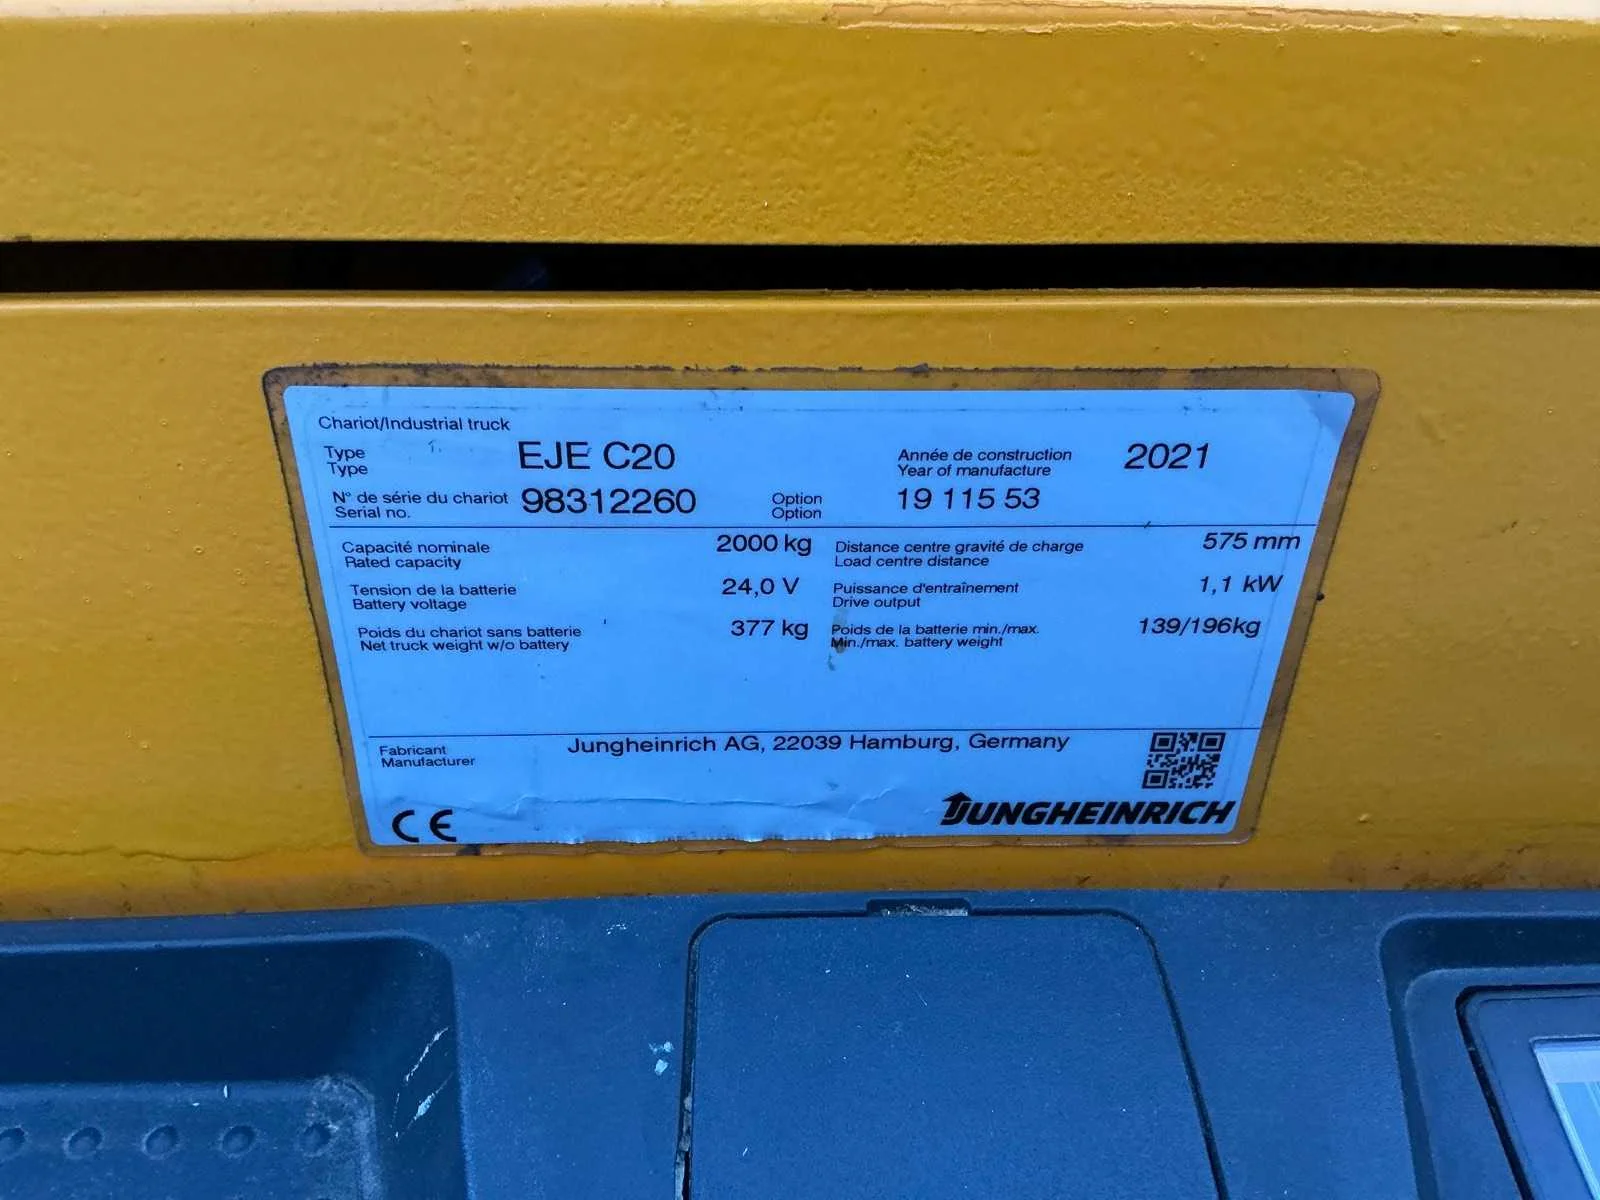 Chariot/Industrial truck
Type EJE C20 Année de construction 2021
Type Year of manufacture
N° de série du chariot 98312260 Option 19 115 53
Serial no. Option
Capacité nominale 2000 kg Distance centre gravité de charge 575 mm
Rated capacity Load centre distance
Tension de la batterie 24,0 V Puissance d'entraînement 1,1 kW
Battery voltage Drive output
Poids du chariot sans batterie 377 kg Poids de la batterie min./max. 139/196kg
Net truck weight w/o battery Min./max. battery weight
Fabricant Jungheinrich AG, 22039 Hamburg, Germany
Manufacturer
CE JUNGHEINRICH